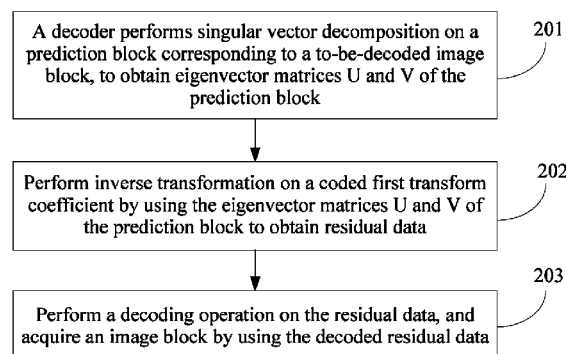 A decoder performs singular vector decomposition on a
prediction block corresponding to a to-be-decoded image
block, to obtain eigenvector matrices U and V of the
prediction block
201
Perform inverse transformation on a coded first transform
coefficient by using the eigenvector matrices U and V of
the prediction block to obtain residual data
202
Perform a decoding operation on the residual data, and
acquire an image block by using the decoded residual data
203